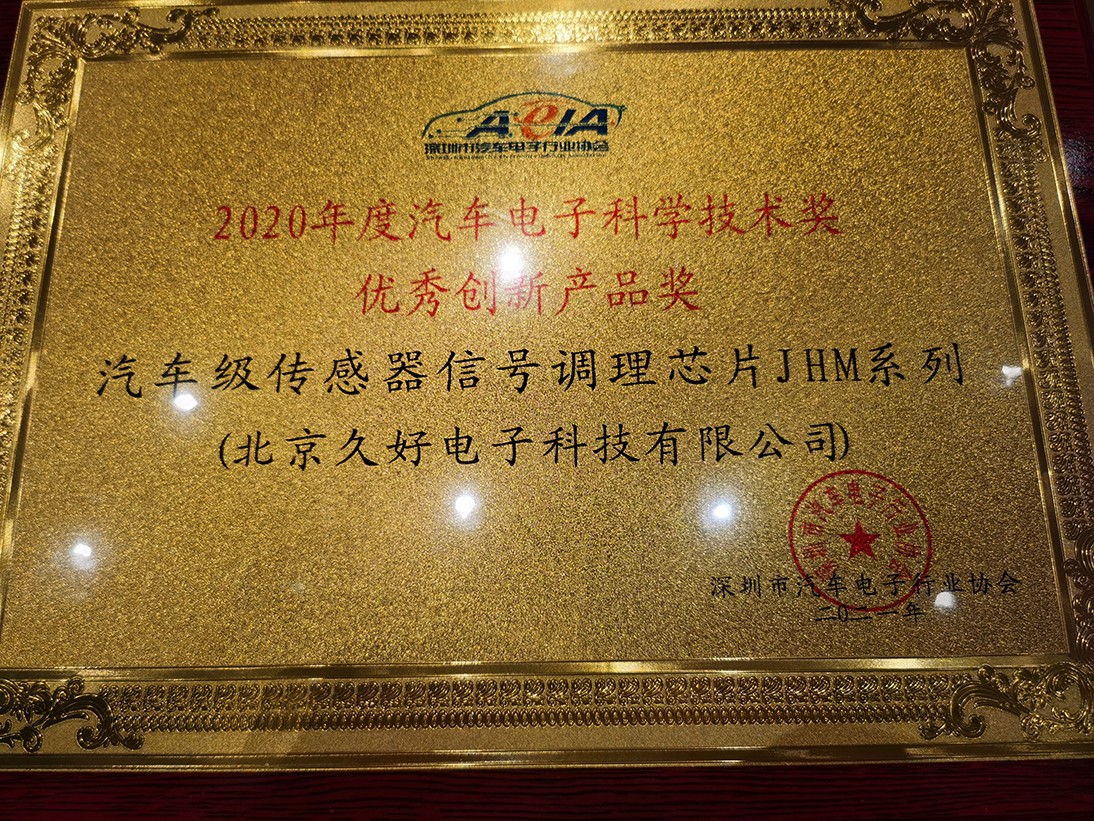 AeIA
深圳市汽车电子行业协会
2020年度汽车电子科学技术奖
优秀创新产品奖
汽车级传感器信号调理芯片JHM系列
(北京久好电子科技有限公司)
深圳市汽车电子行业协会
二〇二一年